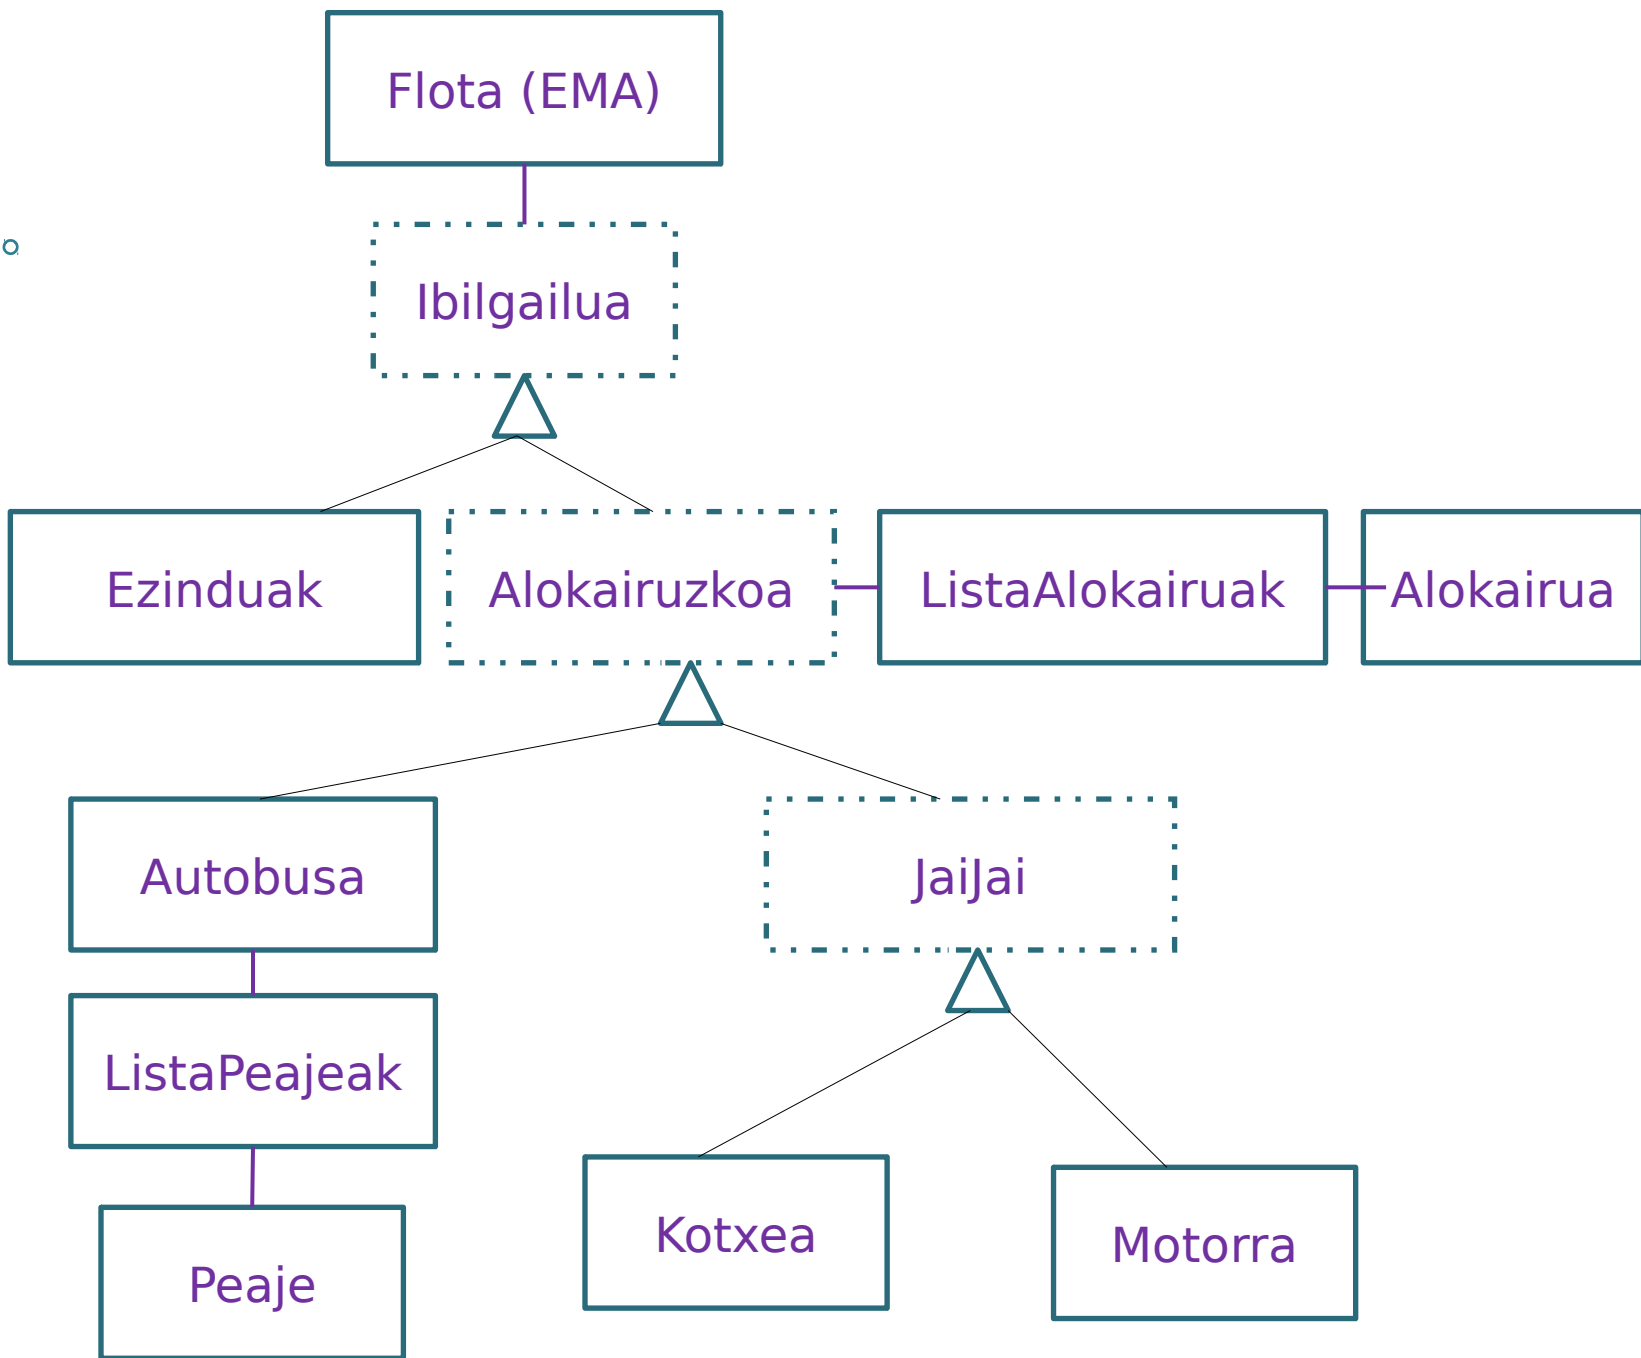 Flota (EMA)
Ibilgailua
Ezinduak
Alokairuzkoa
ListaAlokairuak
Alokairua
Autobusa
JaiJai
ListaPeajeak
Kotxea
Motorra
Peaje